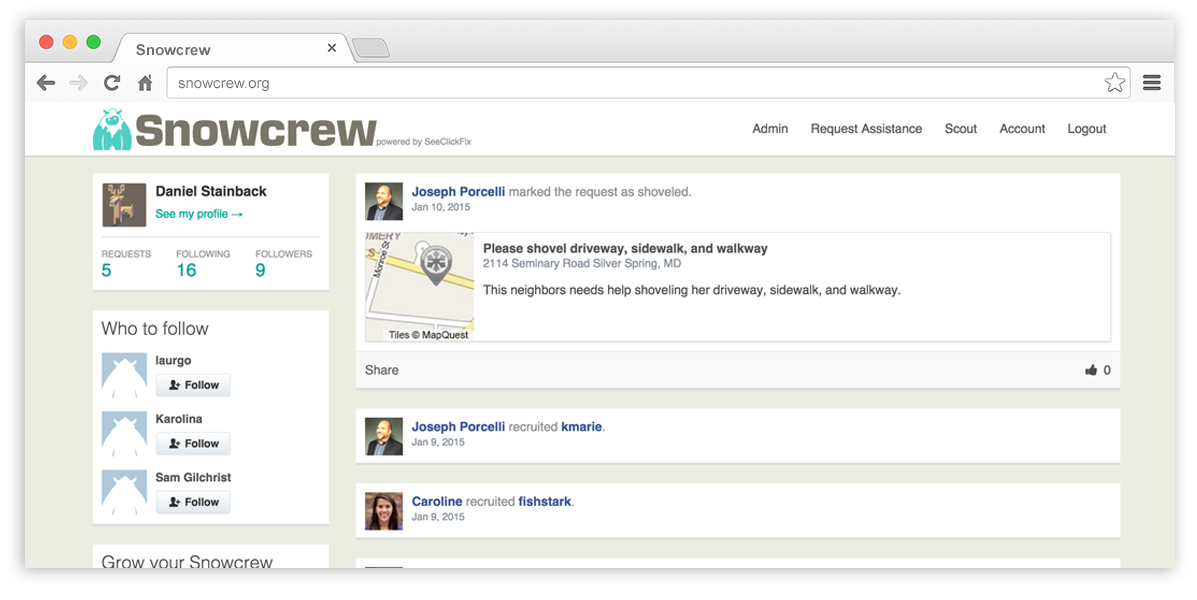 Snowcrew
snowcrew.org
Snowcrew powered by SeeClickFix
Admin Request Assistance Scout Account Logout
Daniel Stainback
See my profile →
REQUESTS FOLLOWING FOLLOWERS
5 16 9
Who to follow
laurgo
Follow
Karolina
Follow
Sam Gilchrist
Follow
Grow your Snowcrew
Joseph Porcelli marked the request as shoveled.
Jan 10, 2015
Monroe St
Tiles © MapQuest
Please shovel driveway, sidewalk, and walkway
2114 Seminary Road Silver Spring, MD
This neighbors needs help shoveling her driveway, sidewalk, and walkway.
Share 0
Joseph Porcelli recruited kmarie.
Jan 9, 2015
Caroline recruited fishstark.
Jan 9, 2015